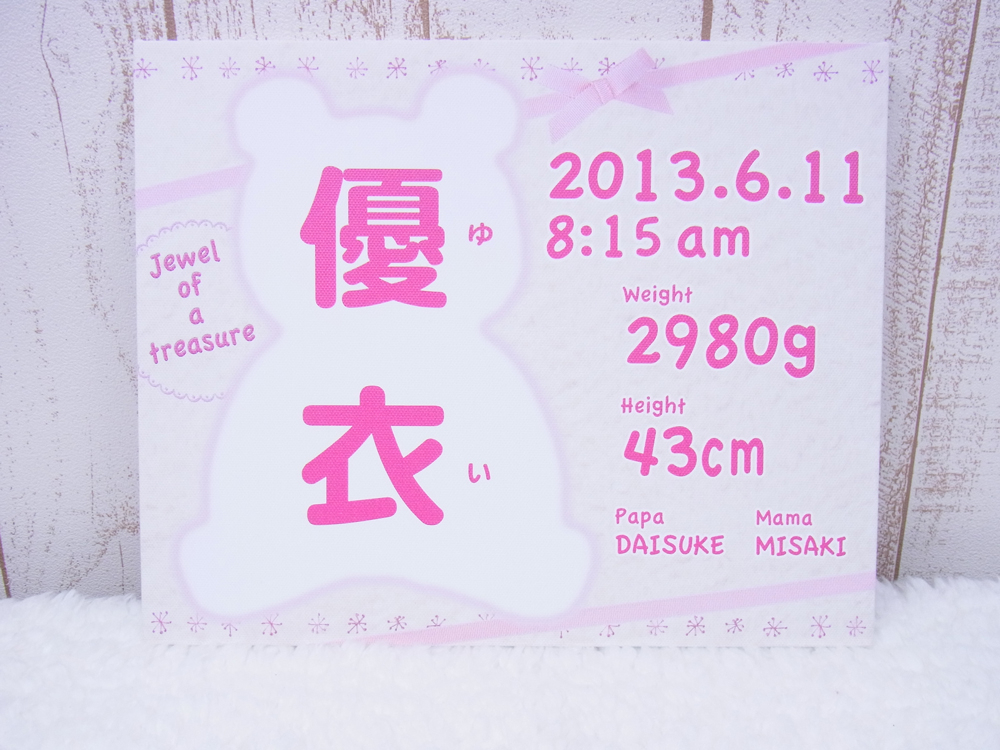 Jewel
of
a
treasure
優
ゆ
衣
い
2013.6.11
8:15 am
Weight
2980g
Height
43cm
Papa Mama
DAISUKE MISAKI